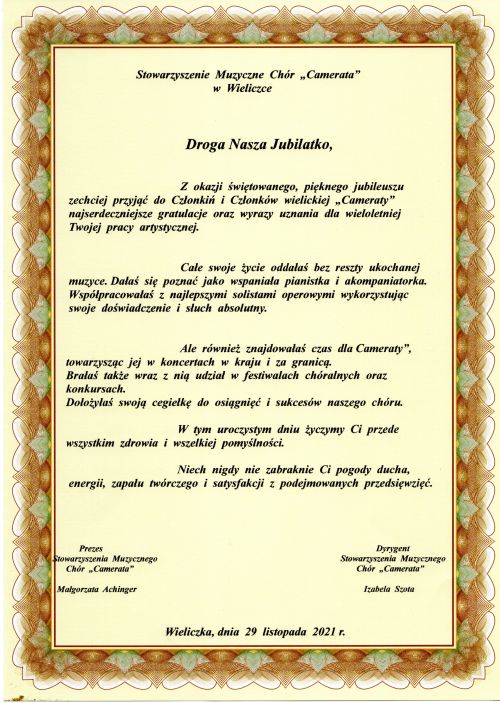 Stowarzyszenie Muzyczne Chór „Camerata”
w Wieliczce
Droga Nasza Jubilatko,
Z okazji świętowanego, pięknego jubileuszu
zechciej przyjąć do Członkiń i Członków wielickiej „Cameraty”
najserdeczniejsze gratulacje oraz wyrazy uznania dla wieloletniej
Twojej pracy artystycznej.
Całe swoje życie oddałaś bez reszty ukochanej
muzyce. Dałaś się poznać jako wspaniała pianistka i akompaniatorka.
Współpracowałaś z najlepszymi solistami operowymi wykorzystując
swoje doświadczenie i słuch absolutny.
Ale również znajdowałaś czas dla Cameraty”,
towarzysząc jej w koncertach w kraju i za granicą.
Brałaś także wraz z nią udział w festiwalach chóralnych oraz
konkursach.
Dołożyłaś swoją cegiełkę do osiągnięć i sukcesów naszego chóru.
W tym uroczystym dniu życzymy Ci przede
wszystkim zdrowia i wszelkiej pomyślności.
Niech nigdy nie zabraknie Ci pogody ducha,
energii, zapału twórczego i satysfakcji z podejmowanych przedsięwzięć.
Prezes
Stowarzyszenia Muzycznego
Chór „Camerata”
Małgorzata Achinger
Dyrygent
Stowarzyszenia Muzycznego
Chór „Camerata”
Izabela Szota
Wieliczka, dnia 29 listopada 2021 r.